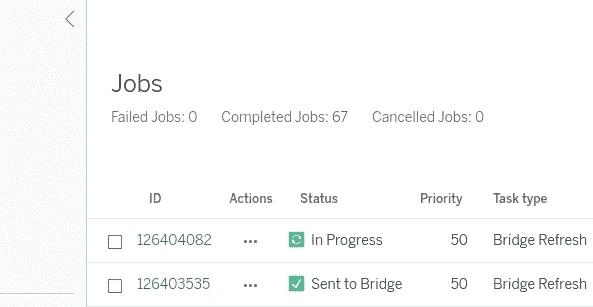 Jobs
Failed Jobs: 0 Completed Jobs: 67 Cancelled Jobs: 0
ID Actions Status Priority Task type
126404082 ... In Progress 50 Bridge Refresh
126403535 ... Sent to Bridge 50 Bridge Refresh